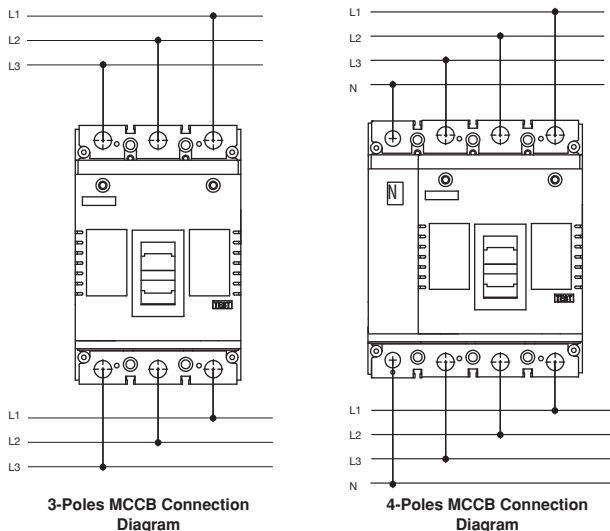 L1
L2
L3
TEST
L1
L2
L3
3-Poles MCCB Connection
Diagram
L1
L2
L3
N
N
TEST
L1
L2
L3
N
4-Poles MCCB Connection
Diagram